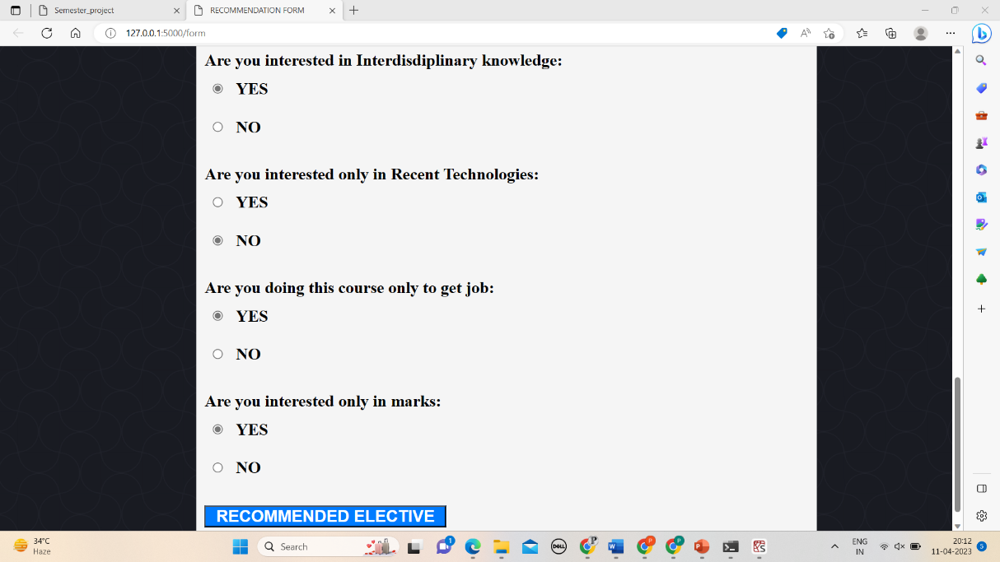 Semester_project
RECOMMENDATION FORM
127.0.0.1:5000/form
Are you interested in Interdisdiplinary knowledge:
YES
NO
Are you interested only in Recent Technologies:
YES
NO
Are you doing this course only to get job:
YES
NO
Are you interested only in marks:
YES
NO
RECOMMENDED ELECTIVE
34°C
Haze
Search
1
DELL
P
W
P
P
P
ENG
IN
20:12
11-04-2023
5